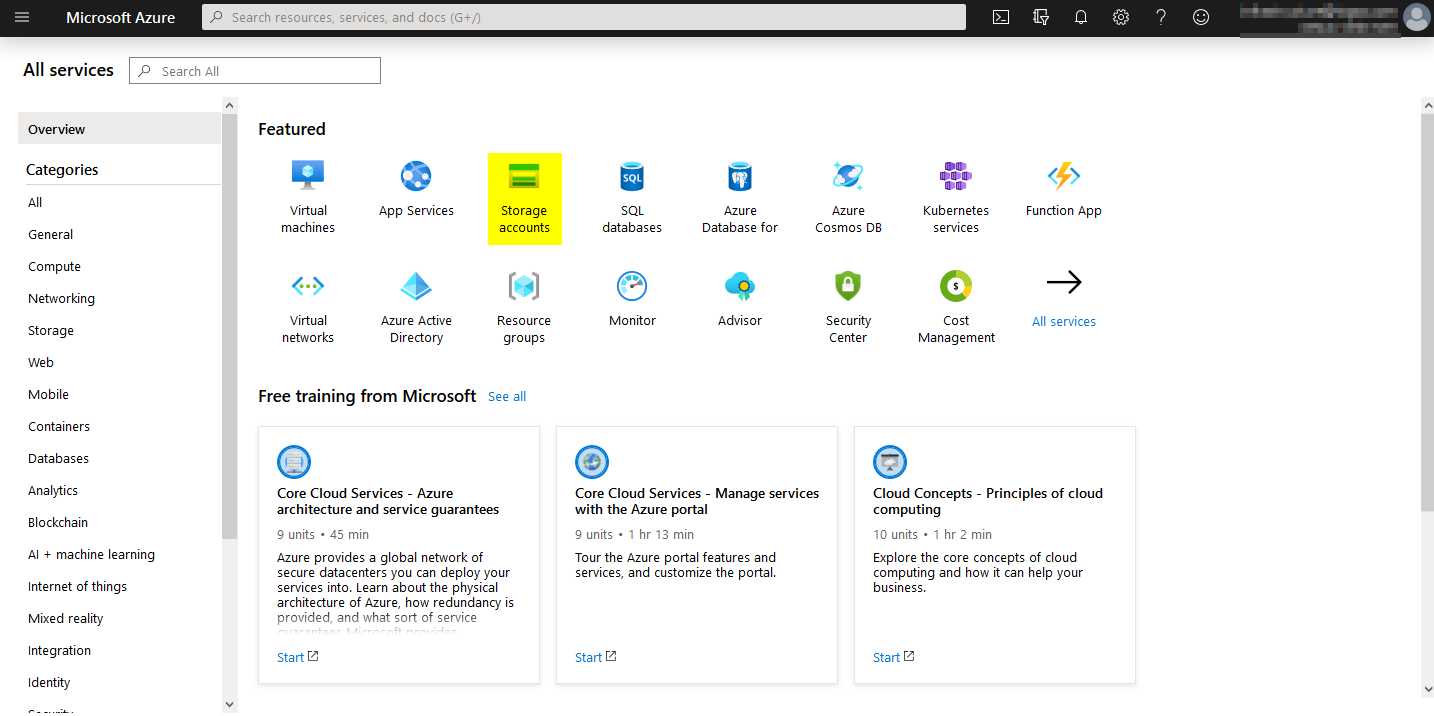 Microsoft Azure
Search resources, services, and docs (G+/)
All services
Search All
Overview
Categories
All
General
Compute
Networking
Storage
Web
Mobile
Containers
Databases
Analytics
Blockchain
AI + machine learning
Internet of things
Mixed reality
Integration
Identity
Security
Featured
Virtual
machines
App Services
Storage
accounts
SQL
SQL
databases
Azure
Database for
Azure
Cosmos DB
Kubernetes
services
Function App
Virtual
networks
Azure Active
Directory
Resource
groups
Monitor
Advisor
Security
Center
$
Cost
Management
All services
Free training from Microsoft See all
Core Cloud Services - Azure
architecture and service guarantees
9 units • 45 min
Azure provides a global network of
secure datacenters you can deploy your
services into. Learn about the physical
architecture of Azure, how redundancy is
provided, and what sort of service
guarantees Microsoft provides.
Start
Core Cloud Services - Manage services
with the Azure portal
9 units • 1 hr 13 min
Tour the Azure portal features and
services, and customize the portal.
Start
Cloud Concepts - Principles of cloud
computing
10 units • 1 hr 2 min
Explore the core concepts of cloud
computing and how it can help your
business.
Start